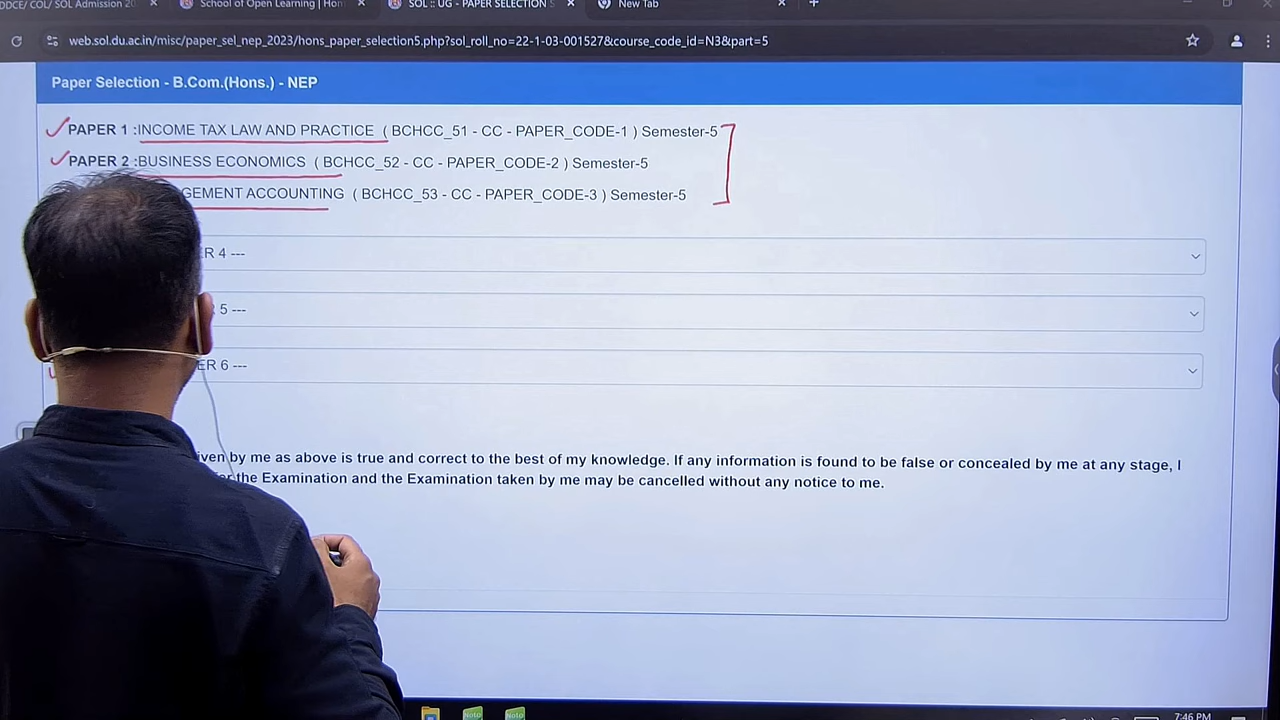 DDCE/ COL/ SOL Admission 20
School of Open Learning | Hon
SOL :: UG - PAPER SELECTION
New Tab
web.sol.du.ac.in/misc/paper_sel_nep_2023/hons_paper_selection5.php?sol_roll_no=22-1-03-001527&course_code_id=N3&part=5
Paper Selection - B.Com.(Hons.) - NEP
PAPER 1 :INCOME TAX LAW AND PRACTICE ( BCHCC_51 - CC - PAPER_CODE-1 ) Semester-5
PAPER 2 :BUSINESS ECONOMICS ( BCHCC_52 - CC - PAPER_CODE-2 ) Semester-5
GEMENT ACCOUNTING ( BCHCC_53 - CC - PAPER_CODE-3 ) Semester-5
ER 4 ---
5 ---
ER 6 ---
iven by me as above is true and correct to the best of my knowledge. If any information is found to be false or concealed by me at any stage, I
for the Examination and the Examination taken by me may be cancelled without any notice to me.
Noto Noto
7:46 PM